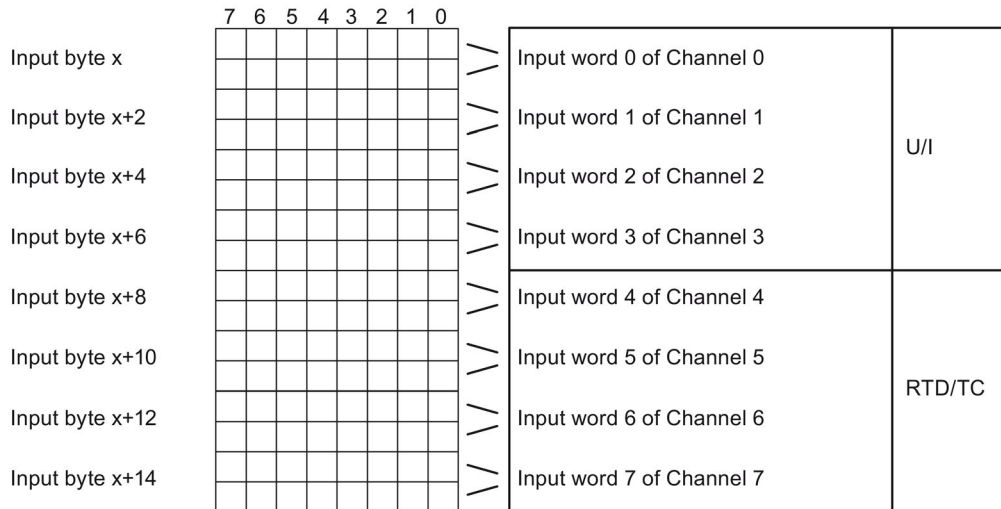 7 6 5 4 3 2 1 0
Input byte x Input word 0 of Channel 0
Input byte x+2 Input word 1 of Channel 1
U/I
Input byte x+4 Input word 2 of Channel 2
Input byte x+6 Input word 3 of Channel 3
Input byte x+8 Input word 4 of Channel 4
Input byte x+10 Input word 5 of Channel 5
RTD/TC
Input byte x+12 Input word 6 of Channel 6
Input byte x+14 Input word 7 of Channel 7